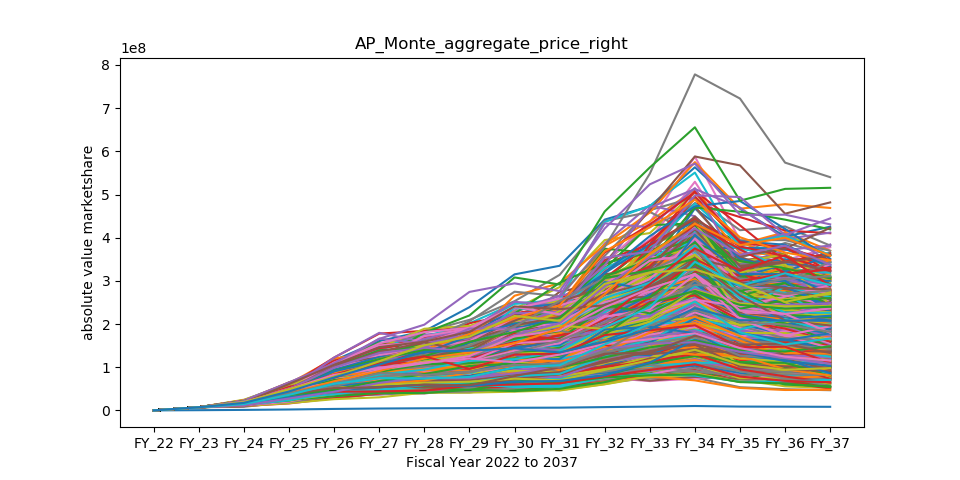 AP_Monte_aggregate_price_right
1e8
8
7
6
5
4
3
2
1
0
absolute value marketshare
FY_22 FY_23 FY_24 FY_25 FY_26 FY_27 FY_28 FY_29 FY_30 FY_31 FY_32 FY_33 FY_34 FY_35 FY_36 FY_37
Fiscal Year 2022 to 2037